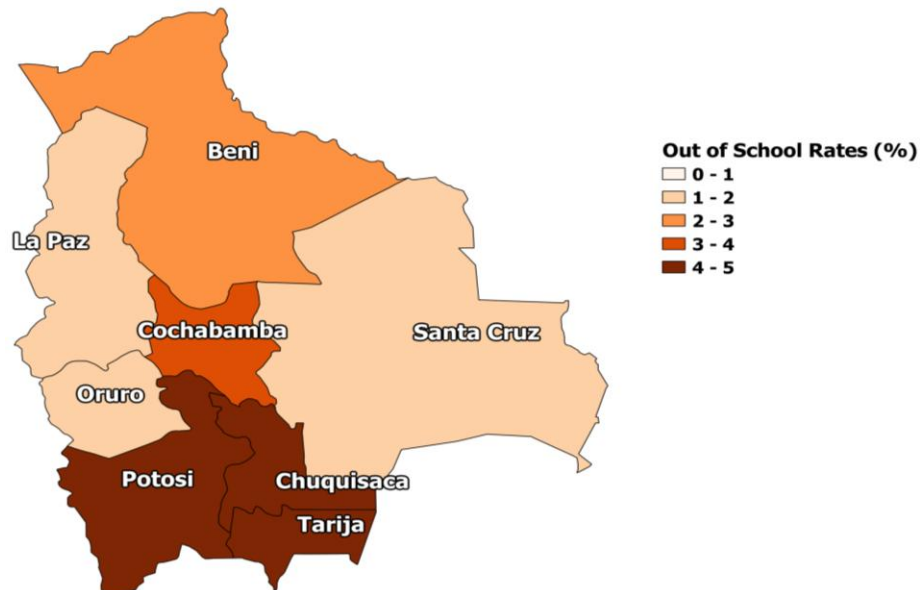 Beni
La Paz
Cochabamba
Santa Cruz
Oruro
Potosi
Chuquisaca
Tarija
Out of School Rates (%)
0 - 1
1 - 2
2 - 3
3 - 4
4 - 5